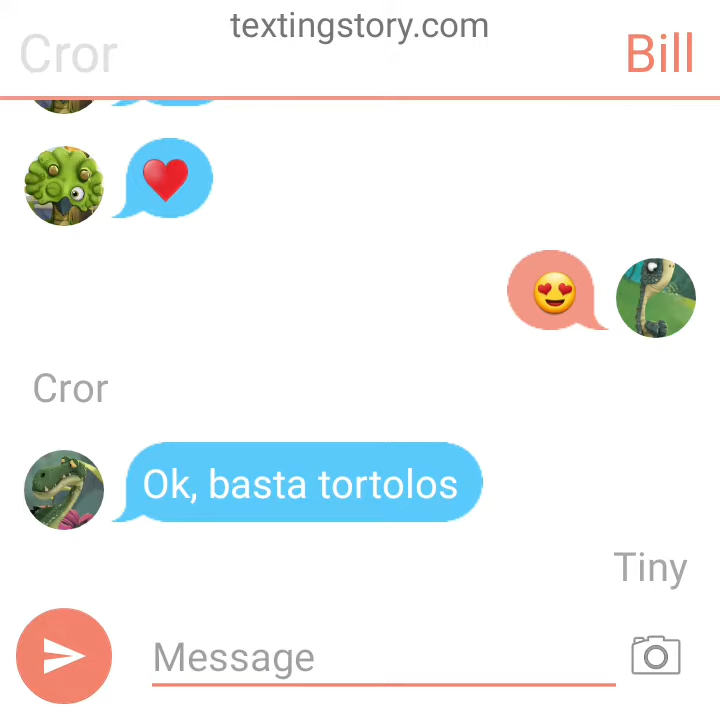 textingstory.com
Cror
Bill
Cror
Ok, basta tortolos
Tiny
Message